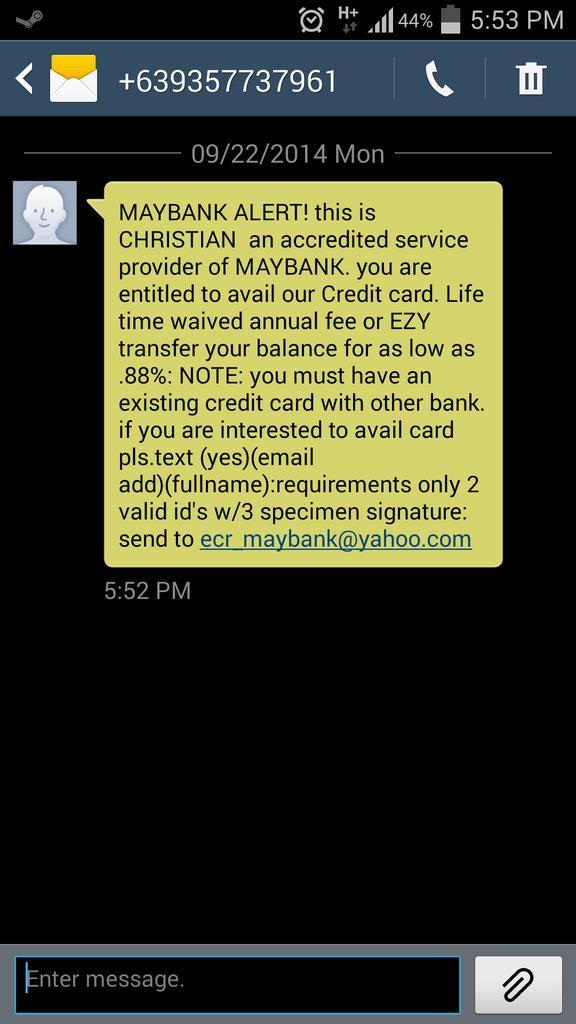 H+ 44% 5:53 PM
+639357737961
09/22/2014 Mon
MAYBANK ALERT! this is
CHRISTIAN  an accredited service
provider of MAYBANK. you are
entitled to avail our Credit card. Life
time waived annual fee or EZY
transfer your balance for as low as
.88%: NOTE: you must have an
existing credit card with other bank.
if you are interested to avail card
pls.text (yes)(email
add)(fullname):requirements only 2
valid id's w/3 specimen signature:
send to ecr_maybank@yahoo.com
5:52 PM
Enter message.